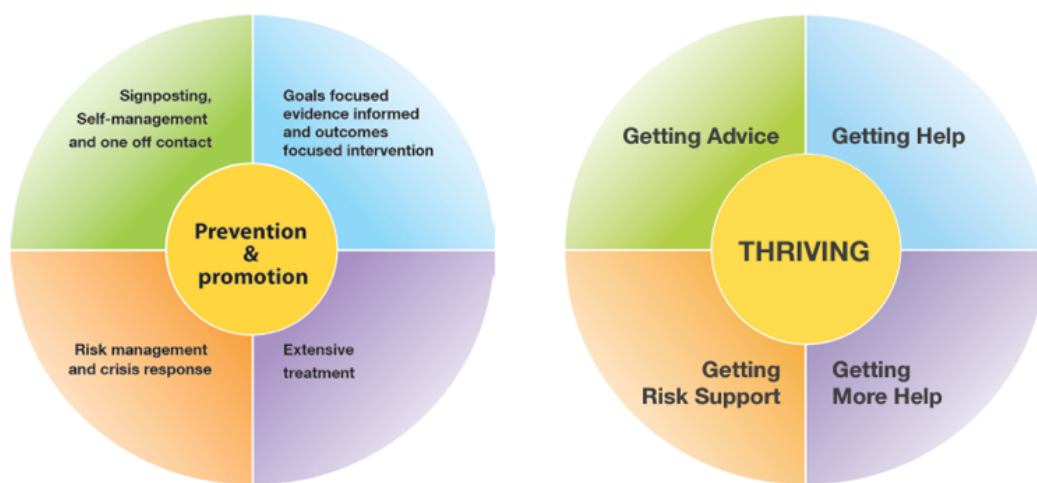 Signposting,
Self-management
and one off contact
Goals focused
evidence informed
and outcomes
focused intervention
Prevention
&
promotion
Risk management
and crisis response
Extensive
treatment
Getting Advice
Getting Help
THRIVING
Getting
Risk Support
Getting
More Help